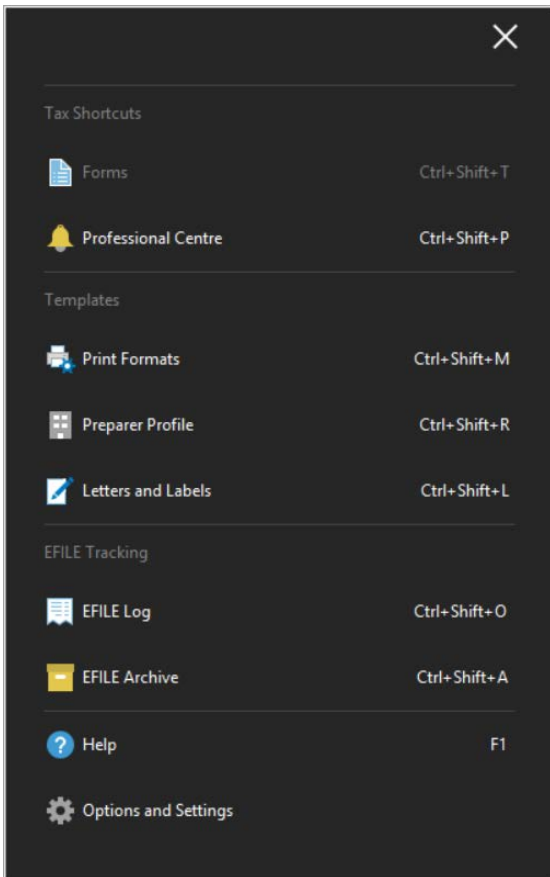 Tax Shortcuts
Forms Ctrl+Shift+T
Professional Centre Ctrl+Shift+P
Templates
Print Formats Ctrl+Shift+M
Preparer Profile Ctrl+Shift+R
Letters and Labels Ctrl+Shift+L
EFILE Tracking
EFILE Log Ctrl+Shift+O
EFILE Archive Ctrl+Shift+A
Help F1
Options and Settings